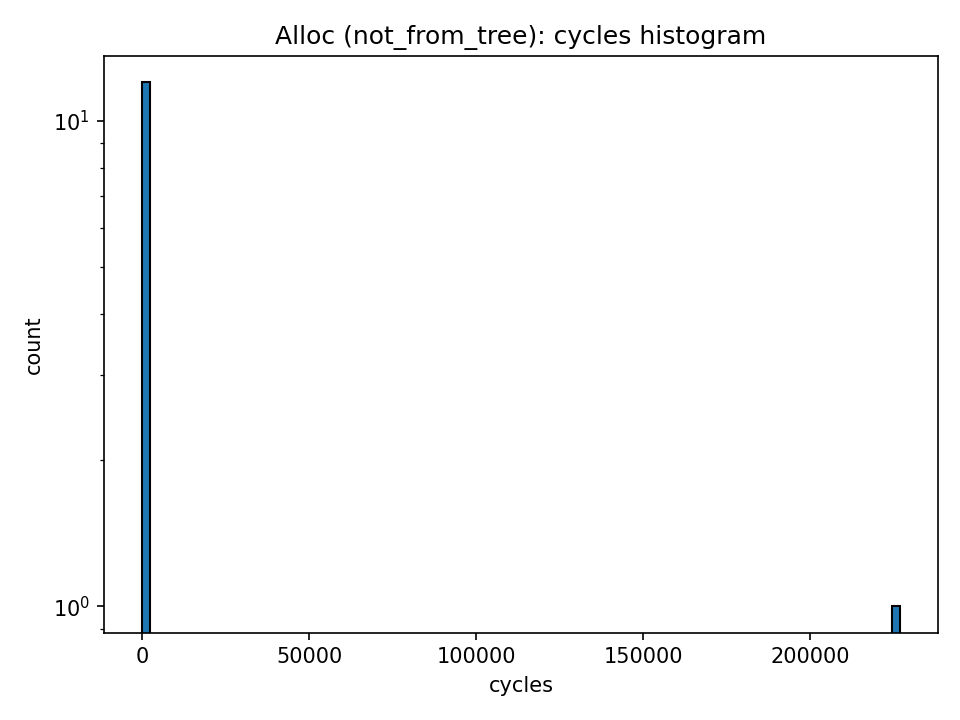 Alloc (not_from_tree): cycles histogram
10¹
count
10⁰
0 50000 100000 150000 200000
cycles